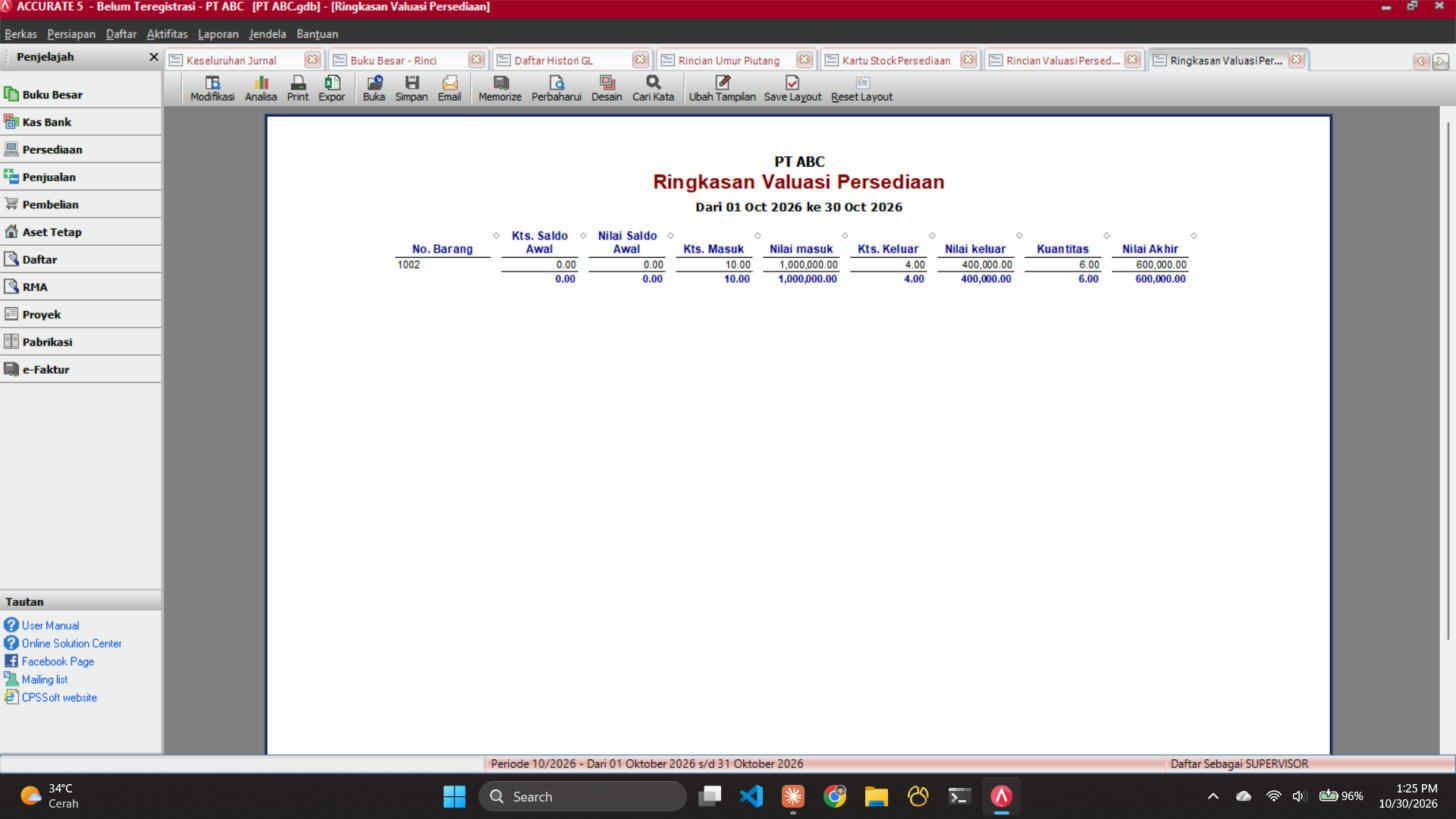 ACCURATE 5 - Belum Teregistrasi - PT ABC [PT ABC.gdb] - [Ringkasan Valuasi Persediaan]
Berkas Persiapan Daftar Aktifitas Laporan Jendela Bantuan
Penjelajah
Keseluruhan Jurnal
Buku Besar - Rinci
Daftar Histori GL
Rincian Umur Piutang
Kartu Stock Persediaan
Rincian Valuasi Persed...
Ringkasan Valuasi Per...
Modifikasi Analisa Print Expor Buka Simpan Email Memorize Perbaharui Desain Cari Kata Ubah Tampilan Save Layout Reset Layout
Buku Besar
Kas Bank
Persediaan
Penjualan
Pembelian
Aset Tetap
Daftar
RMA
Proyek
Pabrikasi
e-Faktur
PT ABC
Ringkasan Valuasi Persediaan
Dari 01 Oct 2026 ke 30 Oct 2026
No. Barang Kts. Saldo Awal Nilai Saldo Awal Kts. Masuk Nilai masuk Kts. Keluar Nilai keluar Kuantitas Nilai Akhir
1002 0.00 0.00 10.00 1,000,000.00 4.00 400,000.00 6.00 600,000.00
0.00 0.00 10.00 1,000,000.00 4.00 400,000.00 6.00 600,000.00
Tautan
User Manual
Online Solution Center
Facebook Page
Mailing list
CPSSoft website
Periode 10/2026 - Dari 01 Oktober 2026 s/d 31 Oktober 2026
Daftar Sebagai SUPERVISOR
34°C
Cerah
Search
96%
1:25 PM
10/30/2026